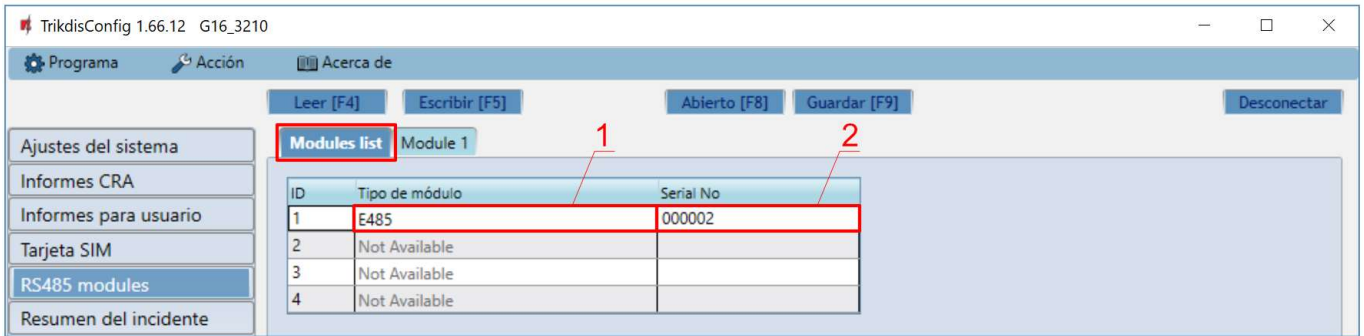 TrikdisConfig 1.66.12 G16_3210
Programa Acción Acerca de
Leer [F4] Escribir [F5] Abierto [F8] Guardar [F9] Desconectar
Ajustes del sistema
Informes CRA
Informes para usuario
Tarjeta SIM
RS485 modules
Resumen del incidente
Modules list Module 1
1 2
ID Tipo de módulo Serial No
1 E485 000002
2 Not Available
3 Not Available
4 Not Available